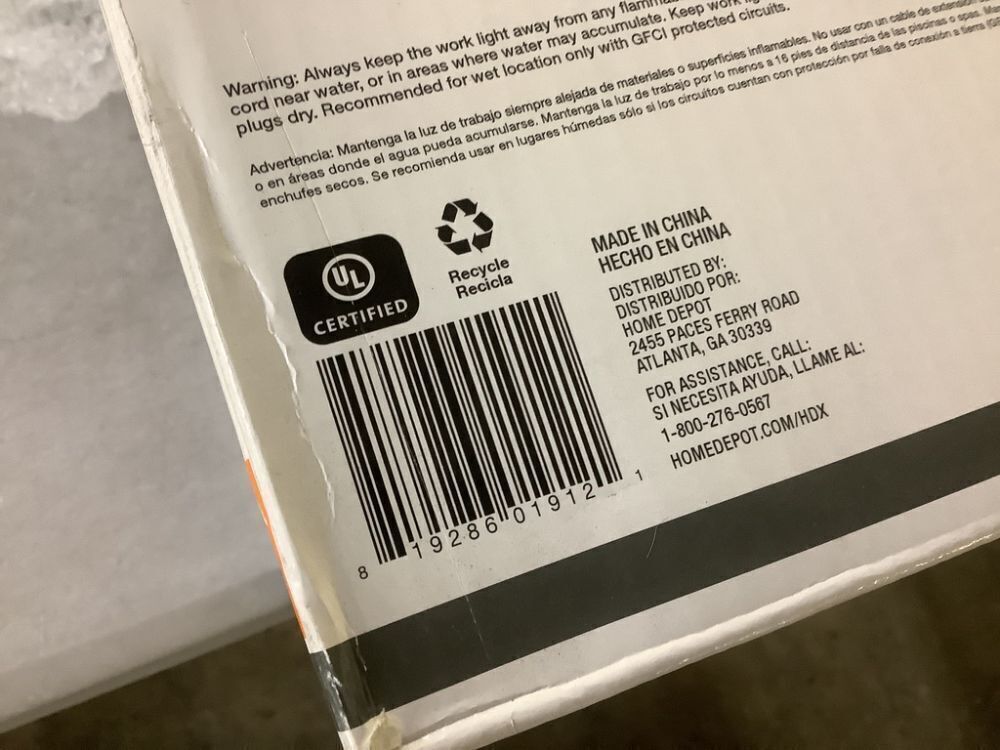 Warning: Always keep the work light away from any
cord near water, or in areas where water may accumulate. Keep work
plugs dry. Recommended for wet location only with GFCI protected circuits.
Advertencia: Mantenga la luz de trabajo siempre alejada de materiales o superficies inflamables. No usar con un cable de extensión
o en áreas donde el agua pueda acumularse. Mantenga la luz de trabajo por lo menos a 16 pies de distancia de las piscinas o spas.
enchufes secos. Se recomienda usar en lugares húmedas sólo si los circuitos cuentan con protección por falla de conexión a tierra
UL
CERTIFIED
Recycle
Recicla
8 19286 01912 1
MADE IN CHINA
HECHO EN CHINA
DISTRIBUTED BY:
DISTRIBUIDO POR:
HOME DEPOT
2455 PACES FERRY ROAD
ATLANTA, GA 30339
FOR ASSISTANCE, CALL:
SI NECESITA AYUDA, LLAME AL:
1-800-276-0567
HOMEDEPOT.COM/HDX